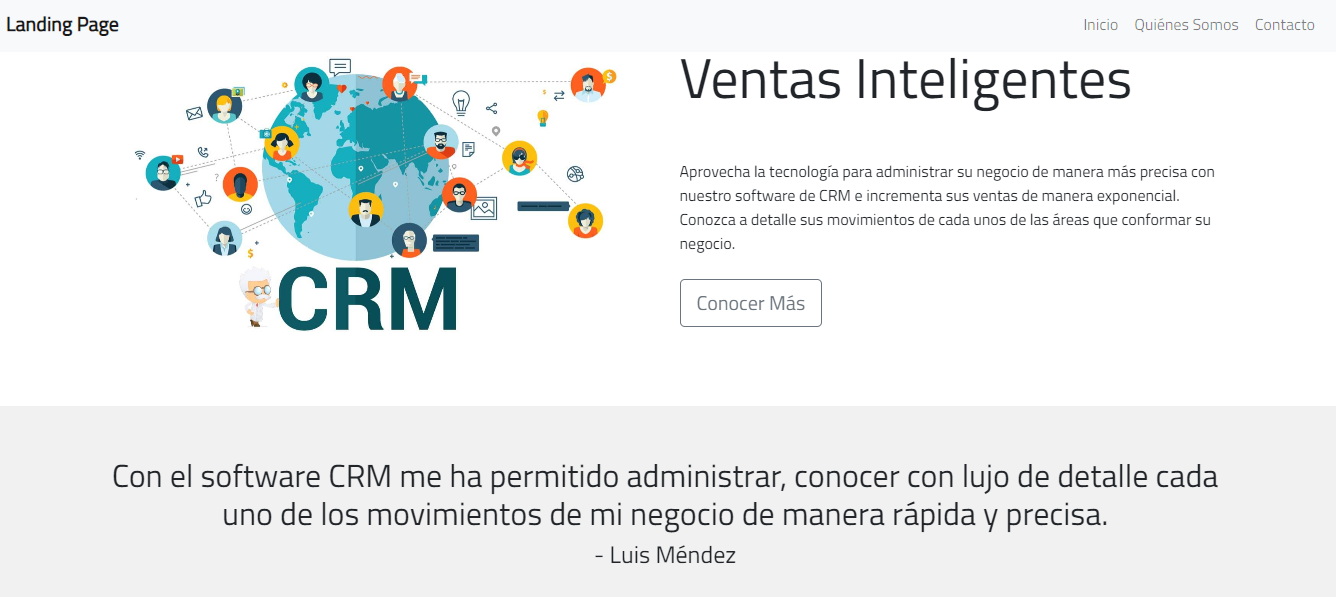 Landing Page
Inicio Quiénes Somos Contacto
Ventas Inteligentes
Aprovecha la tecnología para administrar su negocio de manera más precisa con
nuestro software de CRM e incrementa sus ventas de manera exponencial.
Conozca a detalle sus movimientos de cada unos de las áreas que conformar su
negocio.
Conocer Más
CRM
Con el software CRM me ha permitido administrar, conocer con lujo de detalle cada
uno de los movimientos de mi negocio de manera rápida y precisa.
- Luis Méndez